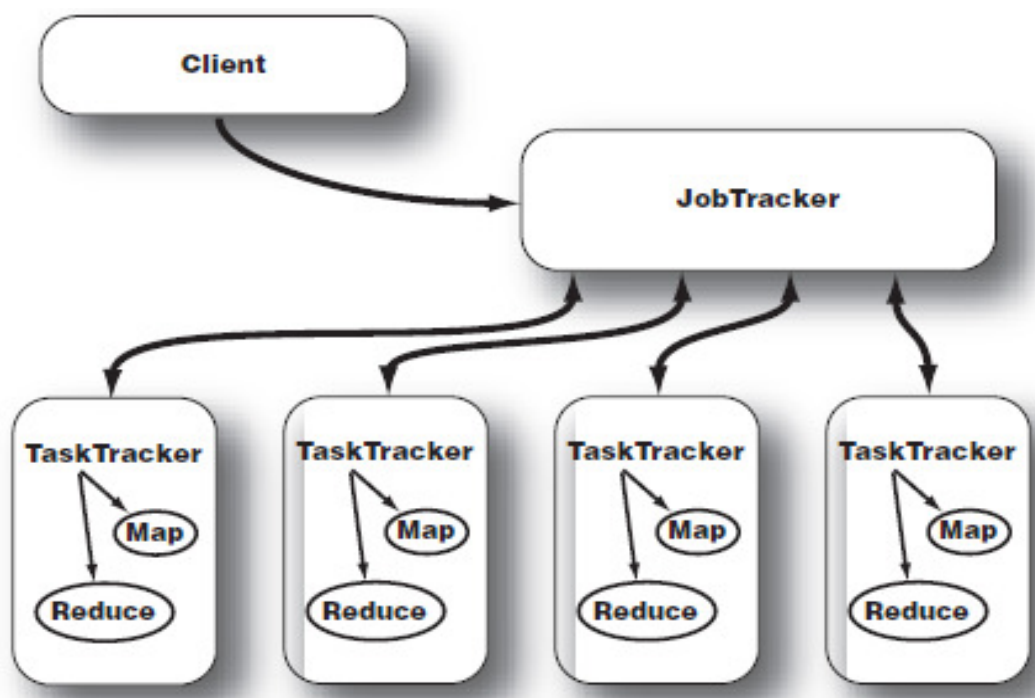 Client
JobTracker
TaskTracker
Map
Reduce
TaskTracker
Map
Reduce
TaskTracker
Map
Reduce
TaskTracker
Map
Reduce